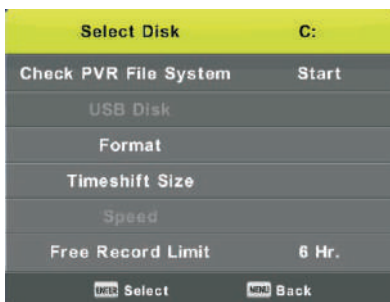 Select Disk C:
Check PVR File System Start
USB Disk
Format
Timeshift Size
Speed
Free Record Limit 6 Hr.
ENTER Select MENU Back